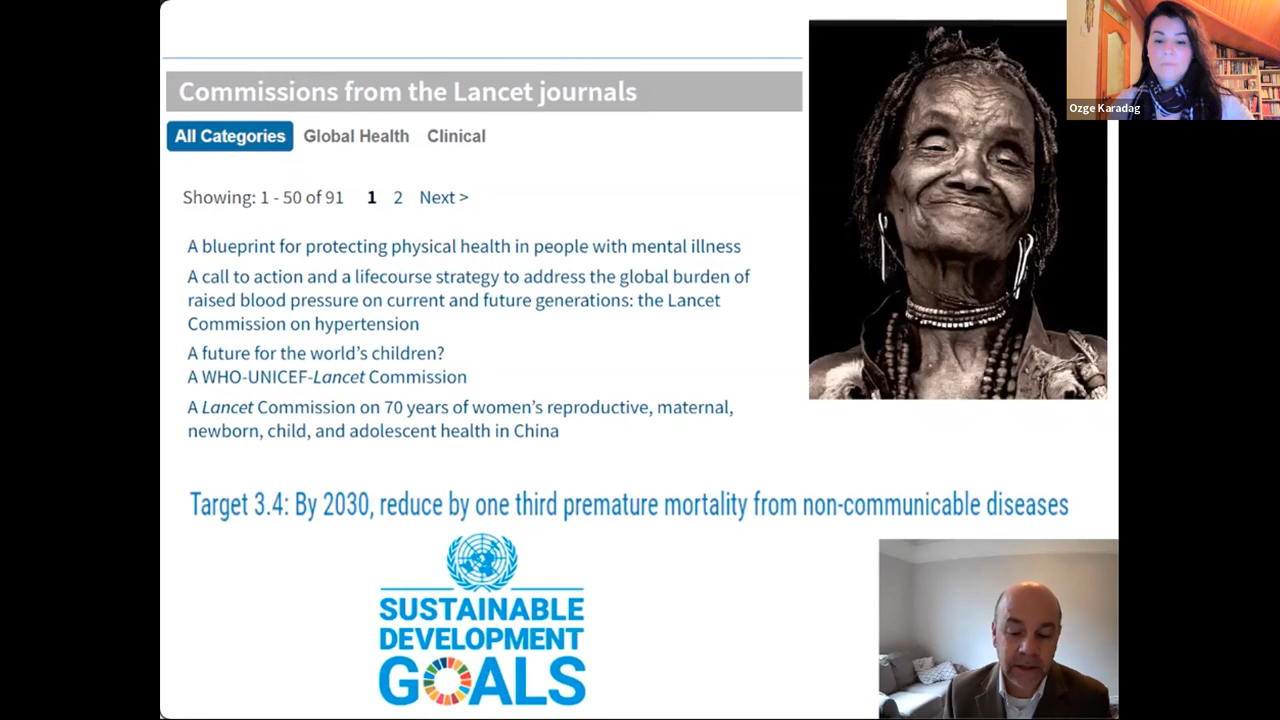 Commissions from the Lancet journals
All Categories Global Health Clinical
Showing: 1 - 50 of 91 1 2 Next >
A blueprint for protecting physical health in people with mental illness
A call to action and a lifecourse strategy to address the global burden of
raised blood pressure on current and future generations: the Lancet
Commission on hypertension
A future for the world's children?
A WHO-UNICEF-Lancet Commission
A Lancet Commission on 70 years of women's reproductive, maternal,
newborn, child, and adolescent health in China
Target 3.4: By 2030, reduce by one third premature mortality from non-communicable diseases
SUSTAINABLE
DEVELOPMENT
GOALS
Ozge Karadag